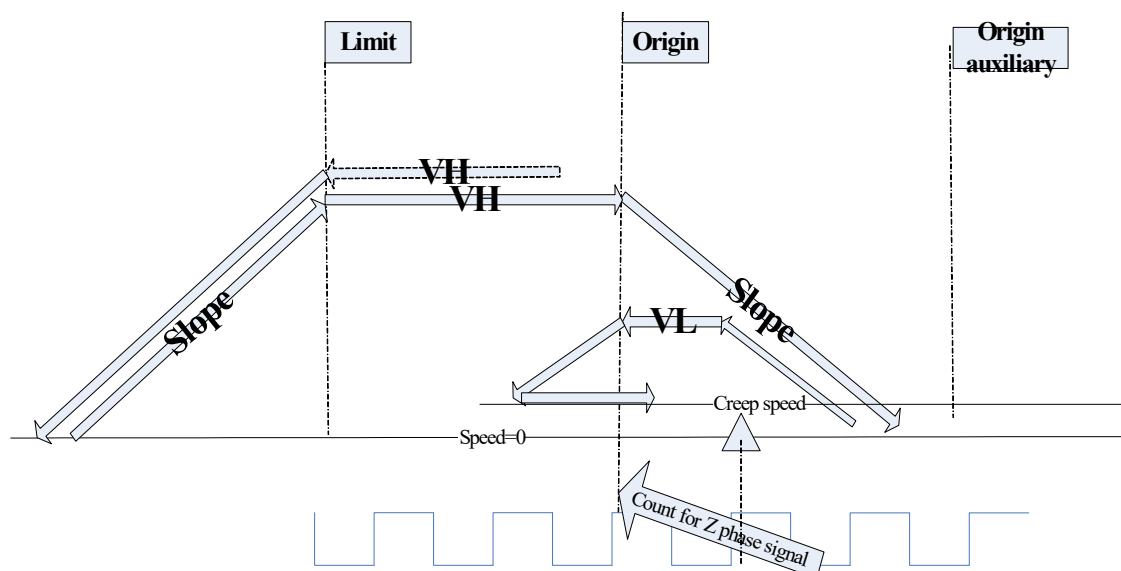 Limit
Origin
Origin
auxiliary
VH
VH
Slope
Slope
VL
Creep speed
Speed=0
Count for Z phase signal